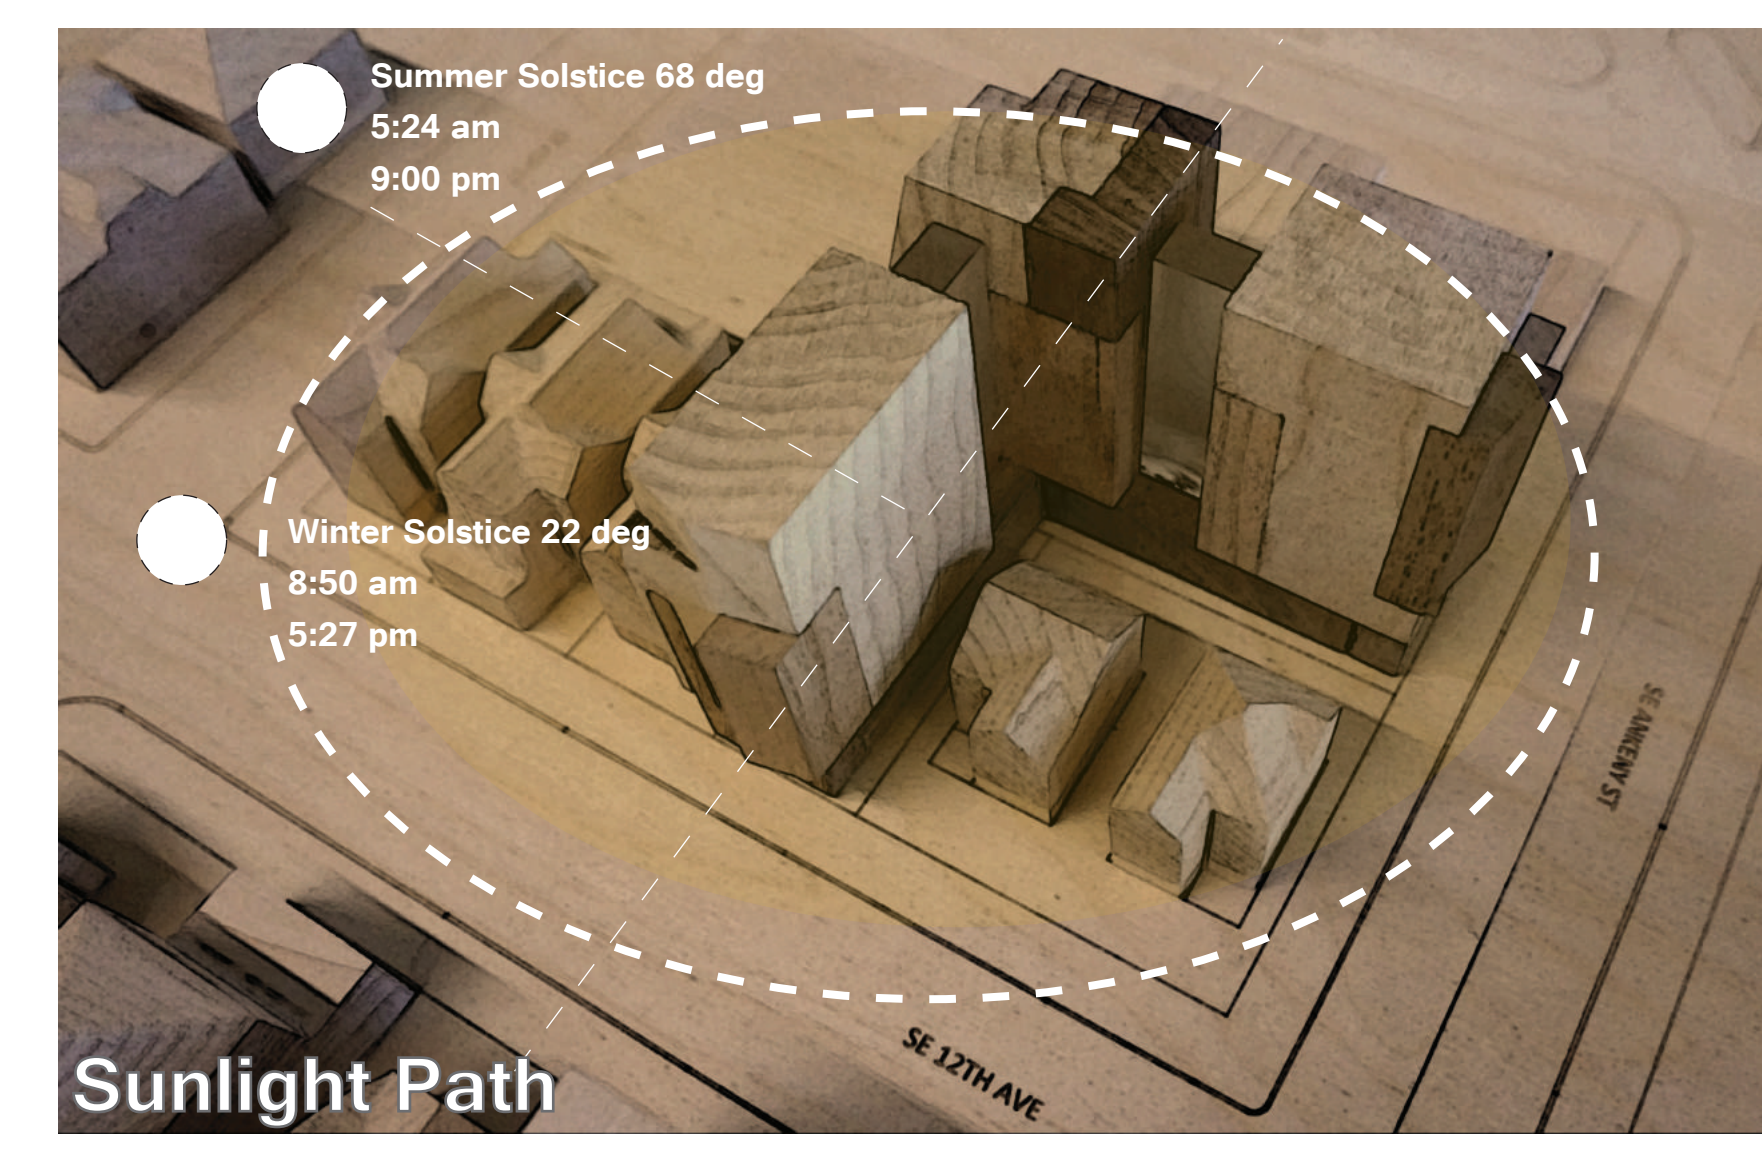 Summer Solstice 68 deg
5:24 am
9:00 pm
Winter Solstice 22 deg
8:50 am
5:27 pm
SE ANKENY ST
SE 12TH AVE
Sunlight Path